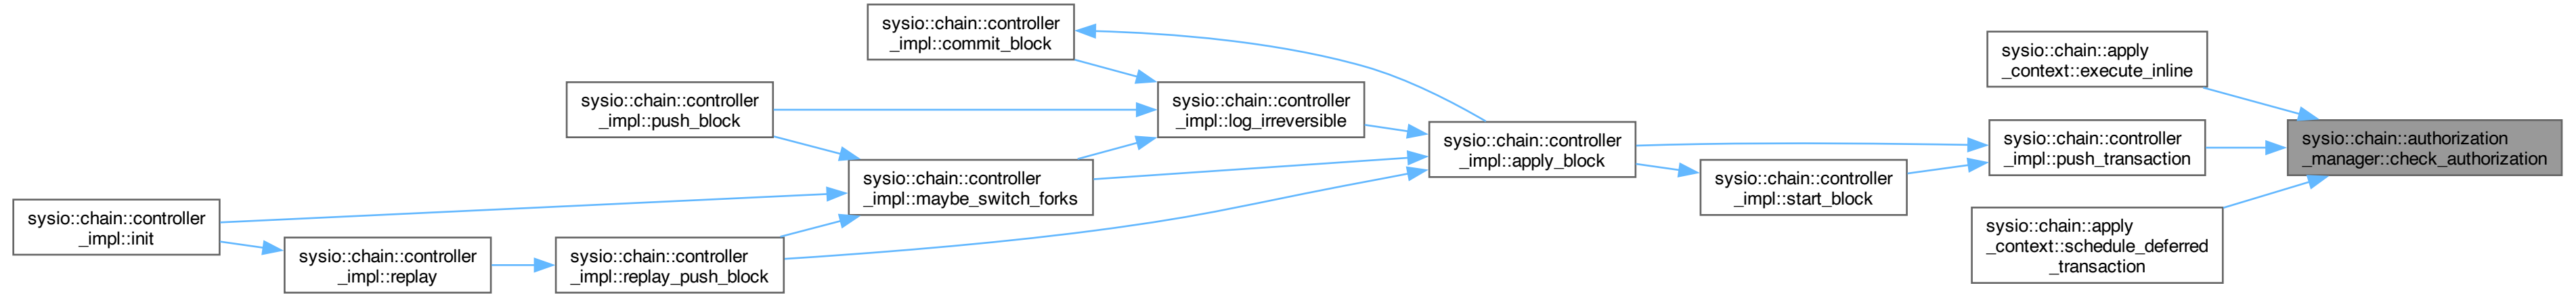 sysio::chain::controller
_impl::commit_block
sysio::chain::controller
_impl::push_block
sysio::chain::controller
_impl::log_irreversible
sysio::chain::controller
_impl::apply_block
sysio::chain::controller
_impl::maybe_switch_forks
sysio::chain::controller
_impl::init
sysio::chain::controller
_impl::replay
sysio::chain::controller
_impl::replay_push_block
sysio::chain::controller
_impl::start_block
sysio::chain::apply
_context::execute_inline
sysio::chain::controller
_impl::push_transaction
sysio::chain::apply
_context::schedule_deferred
_transaction
sysio::chain::authorization
_manager::check_authorization